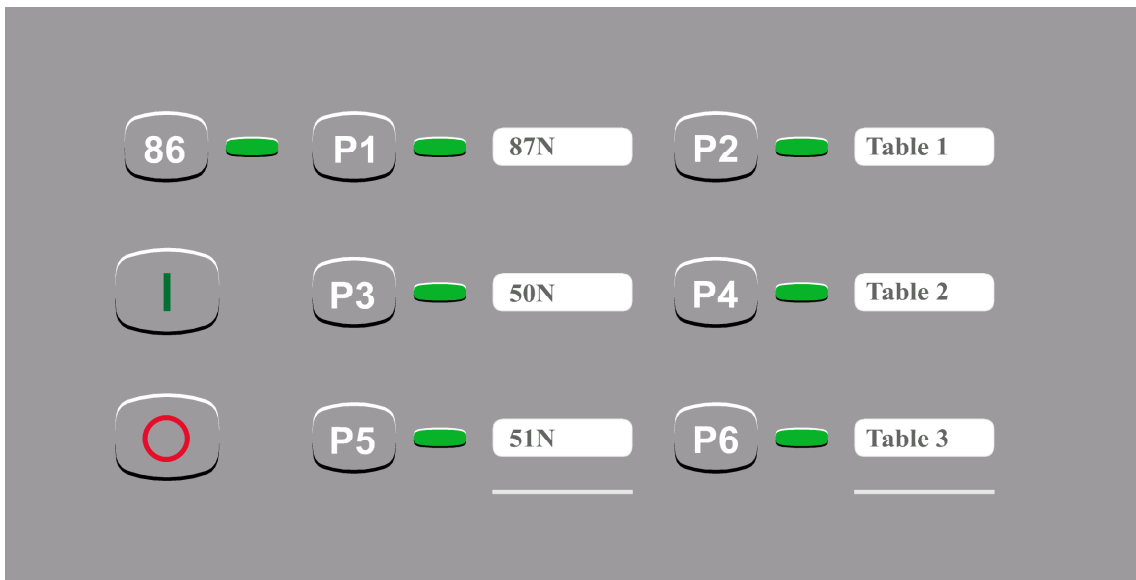 86 P1 87N P2 Table 1
I P3 50N P4 Table 2
O P5 51N P6 Table 3